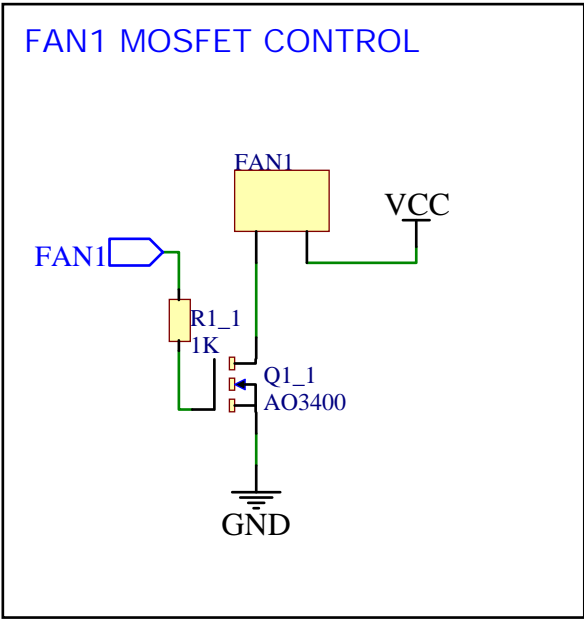 FAN1 MOSFET CONTROL
FAN1
VCC
FAN1
R1_1
1K
Q1_1
AO3400
GND